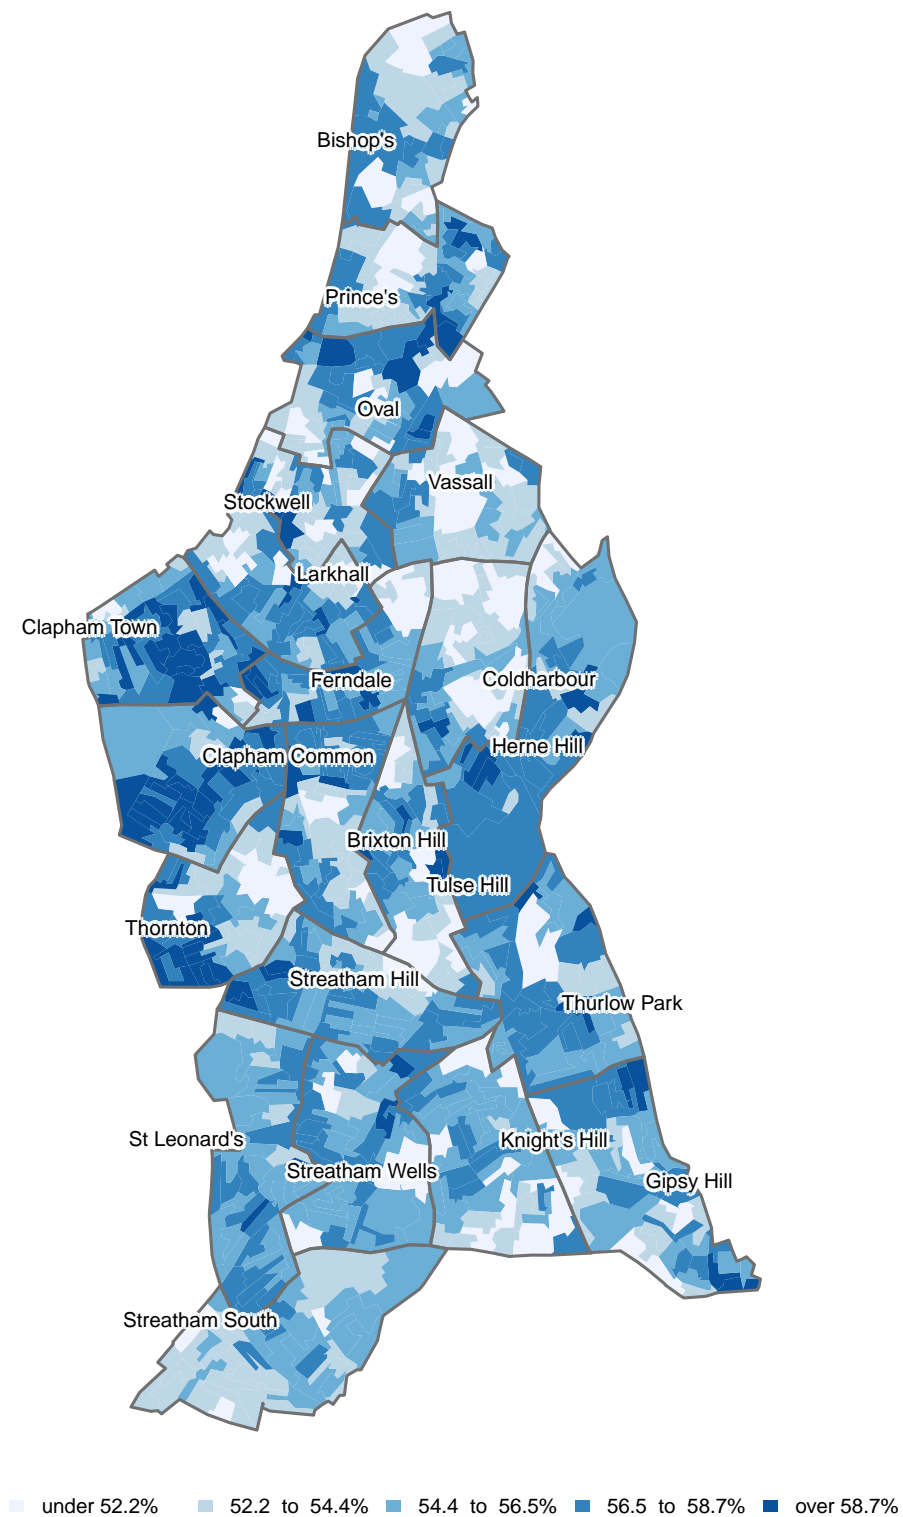 Bishop's
Prince's
Oval
Vassall
Stockwell
Larkhall
Clapham Town
Ferndale
Coldharbour
Herne Hill
Clapham Common
Brixton Hill
Tulse Hill
Thornton
Streatham Hill
Thurlow Park
St Leonard's
Knight's Hill
Streatham Wells
Gipsy Hill
Streatham South
under 52.2% 52.2 to 54.4% 54.4 to 56.5% 56.5 to 58.7% over 58.7%